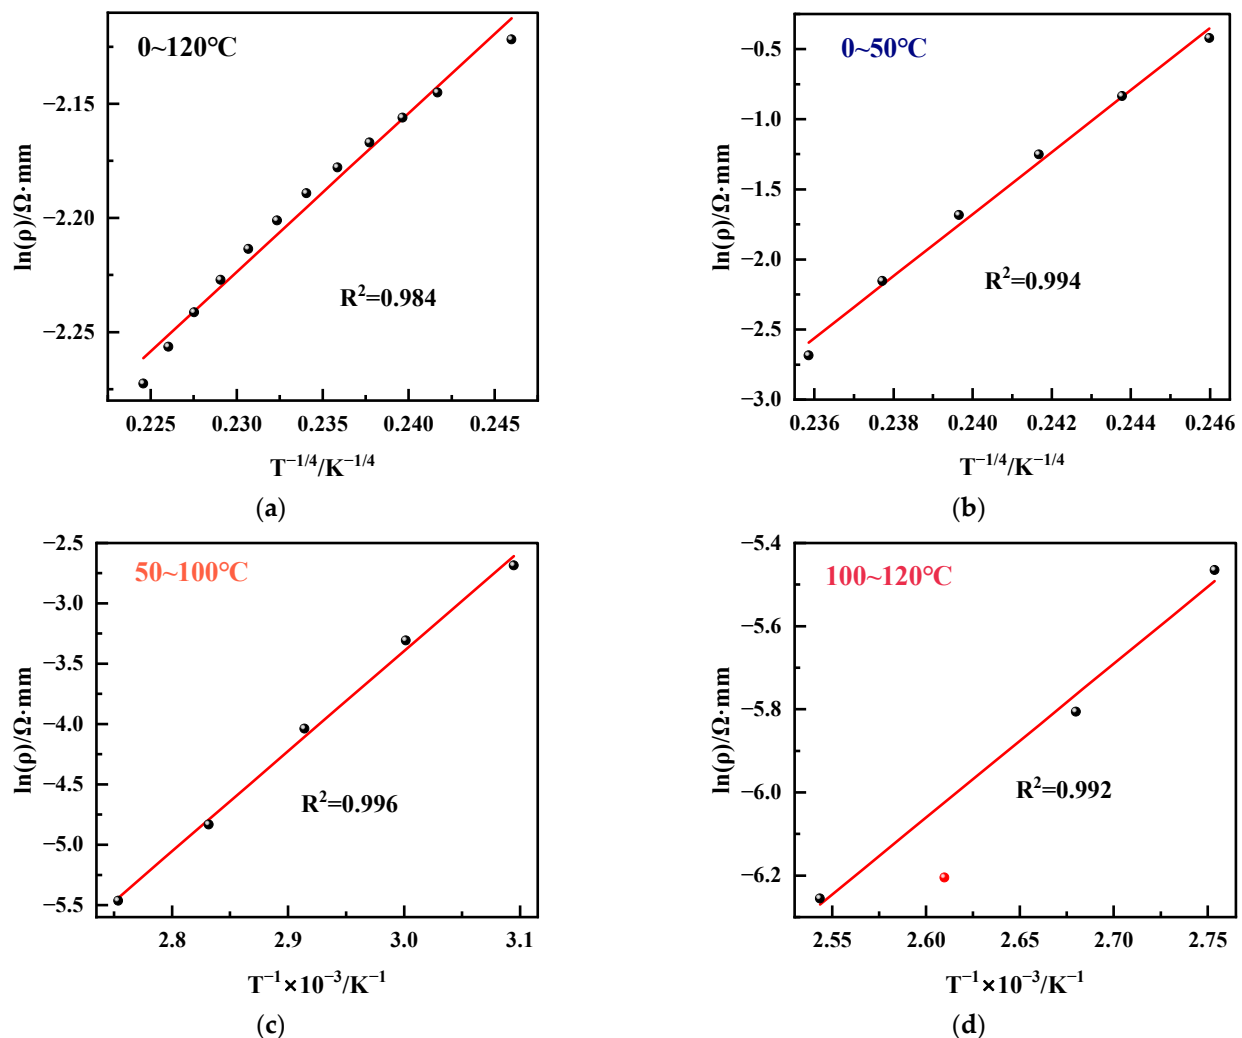 0~120℃
ln(ρ)/Ω·mm
−2.15
−2.20
−2.25
R²=0.984
0.225 0.230 0.235 0.240 0.245
T⁻¹/⁴/K⁻¹/⁴
(a)
0~50℃
ln(ρ)/Ω·mm
−0.5
−1.0
−1.5
−2.0
−2.5
−3.0
R²=0.994
0.236 0.238 0.240 0.242 0.244 0.246
T⁻¹/⁴/K⁻¹/⁴
(b)
50~100℃
ln(ρ)/Ω·mm
−2.5
−3.0
−3.5
−4.0
−4.5
−5.0
−5.5
R²=0.996
2.8 2.9 3.0 3.1
T⁻¹×10⁻³/K⁻¹
(c)
100~120℃
ln(ρ)/Ω·mm
−5.4
−5.6
−5.8
−6.0
−6.2
R²=0.992
2.55 2.60 2.65 2.70 2.75
T⁻¹×10⁻³/K⁻¹
(d)